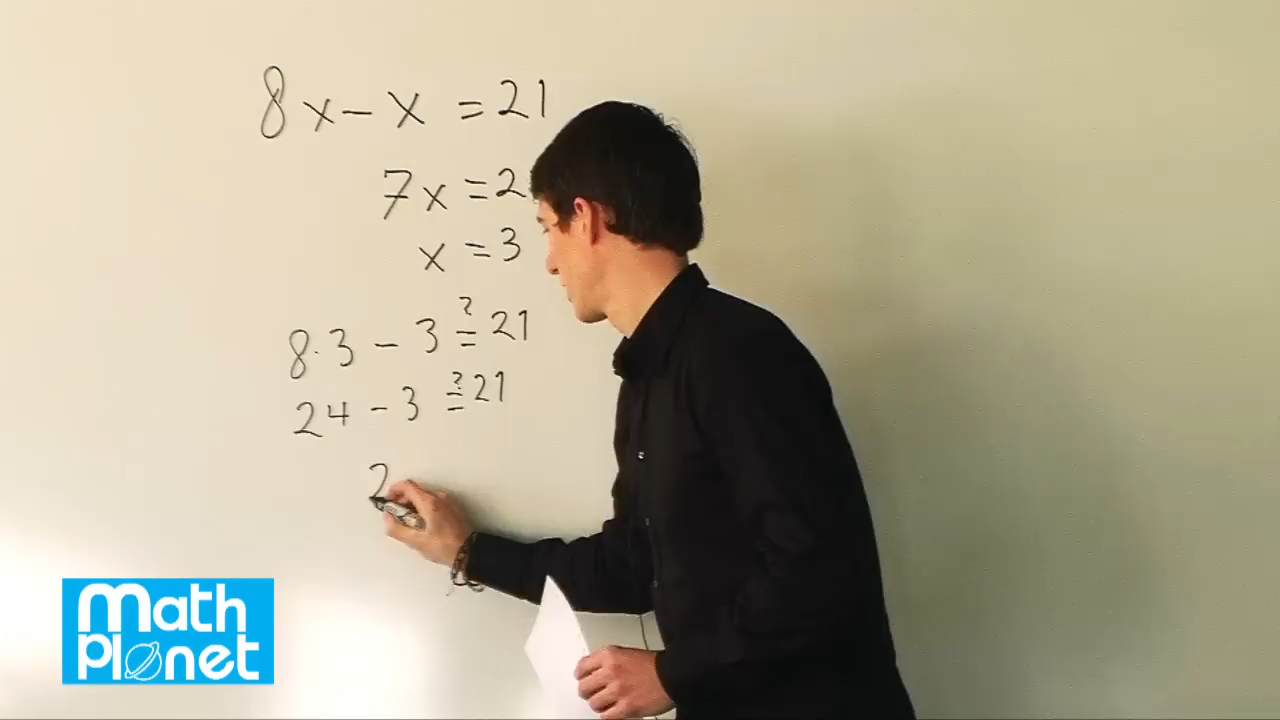 8x - x = 21
7x = 2
x = 3
8·3 - 3 ≟ 21
24 - 3 ≟ 21
2
Math
Planet